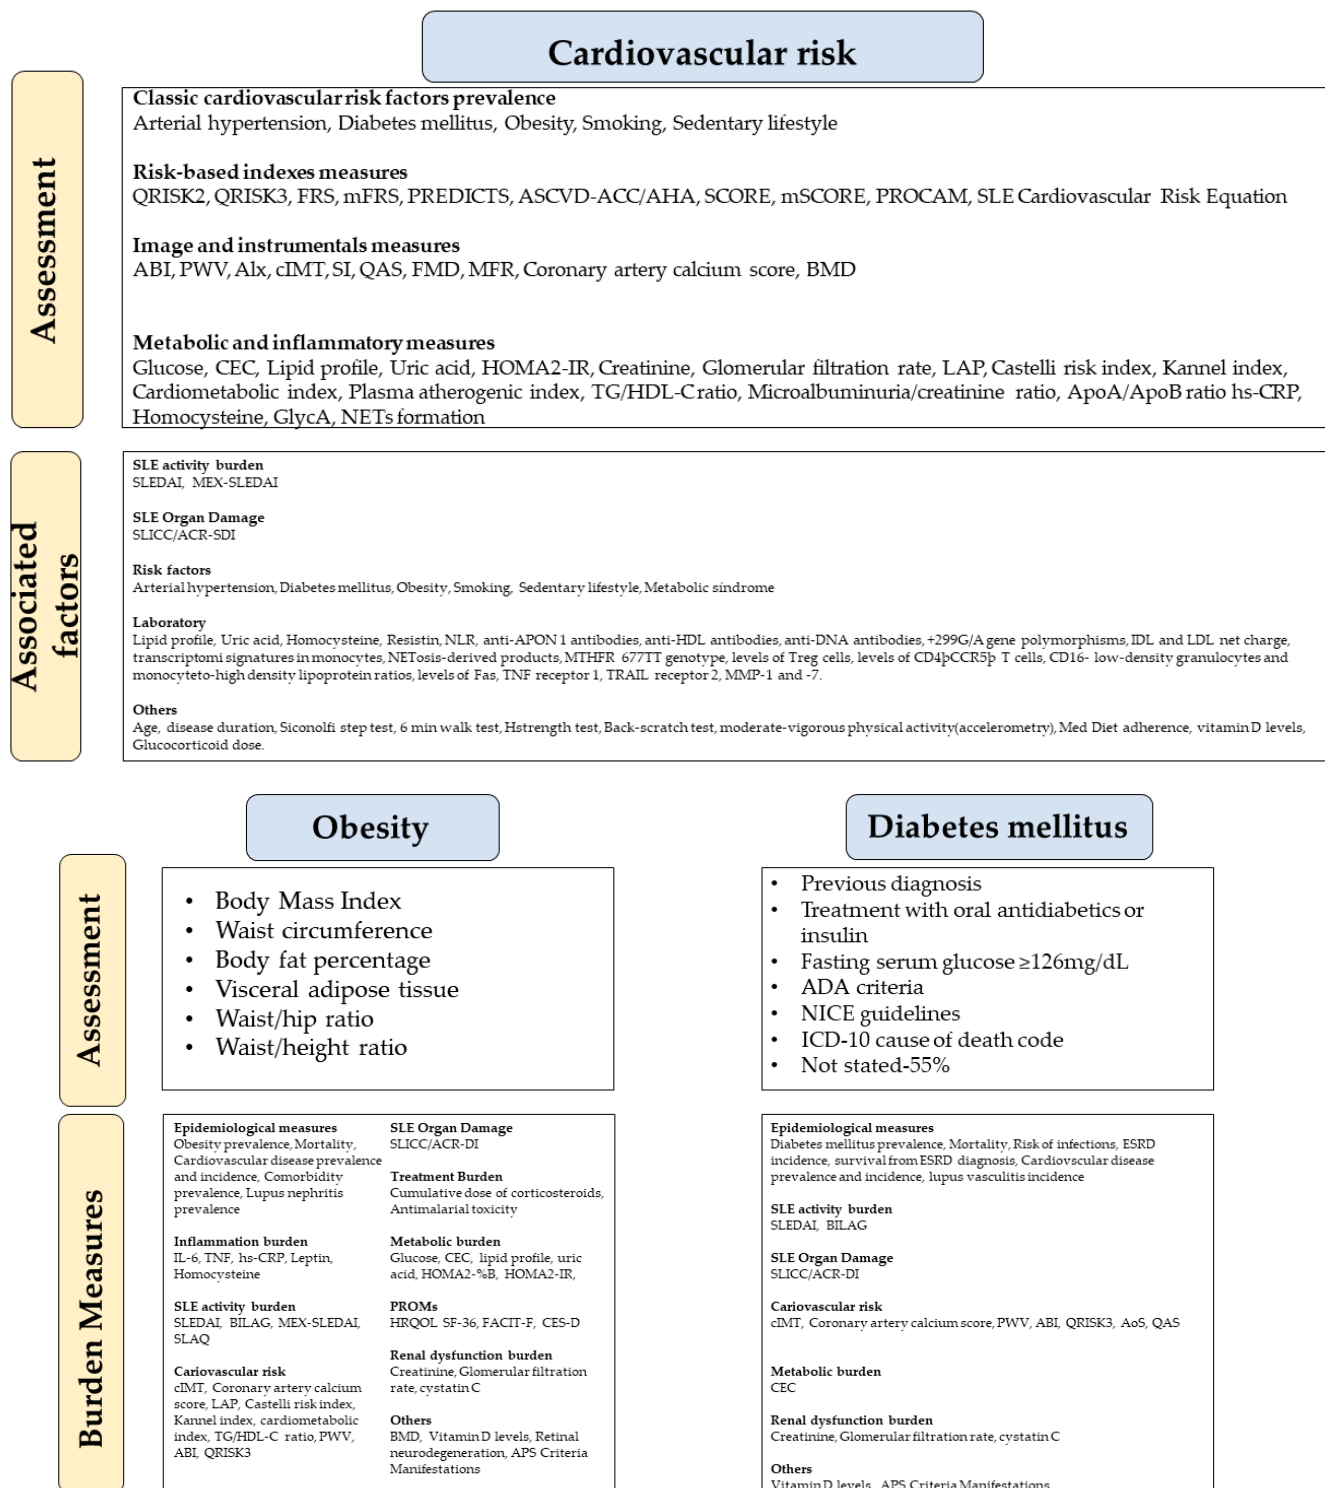 Cardiovascular risk
Assessment
Classic cardiovascular risk factors prevalence
Arterial hypertension, Diabetes mellitus, Obesity, Smoking, Sedentary lifestyle
Risk-based indexes measures
QRISK2, QRISK3, FRS, mFRS, PREDICTS, ASCVD-ACC/AHA, SCORE, mSCORE, PROCAM, SLE Cardiovascular Risk Equation
Image and instrumentals measures
ABI, PWV, Alx, cIMT, SI, QAS, FMD, MFR, Coronary artery calcium score, BMD
Metabolic and inflammatory measures
Glucose, CEC, Lipid profile, Uric acid, HOMA2-IR, Creatinine, Glomerular filtration rate, LAP, Castelli risk index, Kannel index,
Cardiometabolic index, Plasma atherogenic index, TG/HDL-C ratio, Microalbuminuria/creatinine ratio, ApoA/ApoB ratio hs-CRP,
Homocysteine, GlycA, NETs formation
Associated
factors
SLE activity burden
SLEDAI, MEX-SLEDAI
SLE Organ Damage
SLICC/ACR-SDI
Risk factors
Arterial hypertension, Diabetes mellitus, Obesity, Smoking, Sedentary lifestyle, Metabolic síndrome
Laboratory
Lipid profile, Uric acid, Homocysteine, Resistin, NLR, anti-APON 1 antibodies, anti-HDL antibodies, anti-DNA antibodies, +299G/A gene polymorphisms, IDL and LDL net charge,
transcriptomi signatures in monocytes, NETosis-derived products, MTHFR 677TT genotype, levels of Treg cells, levels of CD4þCCR5þ T cells, CD16- low-density granulocytes and
monocyteto-high density lipoprotein ratios, levels of Fas, TNF receptor 1, TRAIL receptor 2, MMP-1 and -7.
Others
Age, disease duration, Siconolfi step test, 6 min walk test, Hstrength test, Back-scratch test, moderate-vigorous physical activity(accelerometry), Med Diet adherence, vitamin D levels,
Glucocorticoid dose.
Obesity
Assessment
• Body Mass Index
• Waist circumference
• Body fat percentage
• Visceral adipose tissue
• Waist/hip ratio
• Waist/height ratio
Burden Measures
Epidemiological measures
Obesity prevalence, Mortality,
Cardiovascular disease prevalence
and incidence, Comorbidity
prevalence, Lupus nephritis
prevalence
Inflammation burden
IL-6, TNF, hs-CRP, Leptin,
Homocysteine
SLE activity burden
SLEDAI, BILAG, MEX-SLEDAI,
SLAQ
Cariovascular risk
cIMT, Coronary artery calcium
score, LAP, Castelli risk index,
Kannel index, cardiometabolic
index, TG/HDL-C ratio, PWV,
ABI, QRISK3
SLE Organ Damage
SLICC/ACR-DI
Treatment Burden
Cumulative dose of corticosteroids,
Antimalarial toxicity
Metabolic burden
Glucose, CEC, lipid profile, uric
acid, HOMA2-%B, HOMA2-IR,
PROMs
HRQOL SF-36, FACIT-F, CES-D
Renal dysfunction burden
Creatinine, Glomerular filtration
rate, cystatin C
Others
BMD, Vitamin D levels, Retinal
neurodegeneration, APS Criteria
Manifestations
Diabetes mellitus
• Previous diagnosis
• Treatment with oral antidiabetics or
insulin
• Fasting serum glucose ≥126mg/dL
• ADA criteria
• NICE guidelines
• ICD-10 cause of death code
• Not stated-55%
Epidemiological measures
Diabetes mellitus prevalence, Mortality, Risk of infections, ESRD
incidence, survival from ESRD diagnosis, Cardiovscular disease
prevalence and incidence, lupus vasculitis incidence
SLE activity burden
SLEDAI, BILAG
SLE Organ Damage
SLICC/ACR-DI
Cariovascular risk
cIMT, Coronary artery calcium score, PWV, ABI, QRISK3, AoS, QAS
Metabolic burden
CEC
Renal dysfunction burden
Creatinine, Glomerular filtration rate, cystatin C
Others
Vitamin D levels, APS Criteria Manifestations